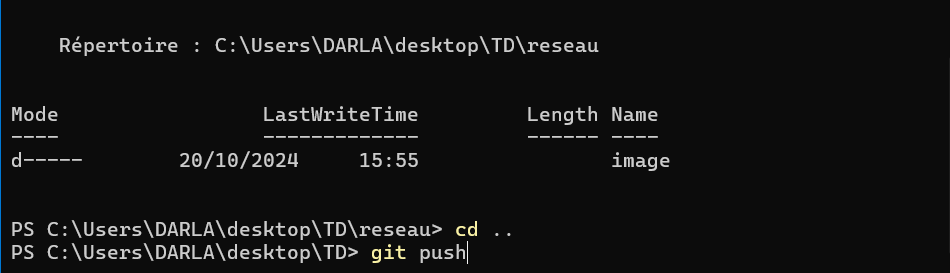 Répertoire : C:\Users\DARLA\desktop\TD\reseau
Mode LastWriteTime Length Name
---- ------------- ------ ----
d----- 20/10/2024 15:55 image
PS C:\Users\DARLA\desktop\TD\reseau> cd ..
PS C:\Users\DARLA\desktop\TD> git push